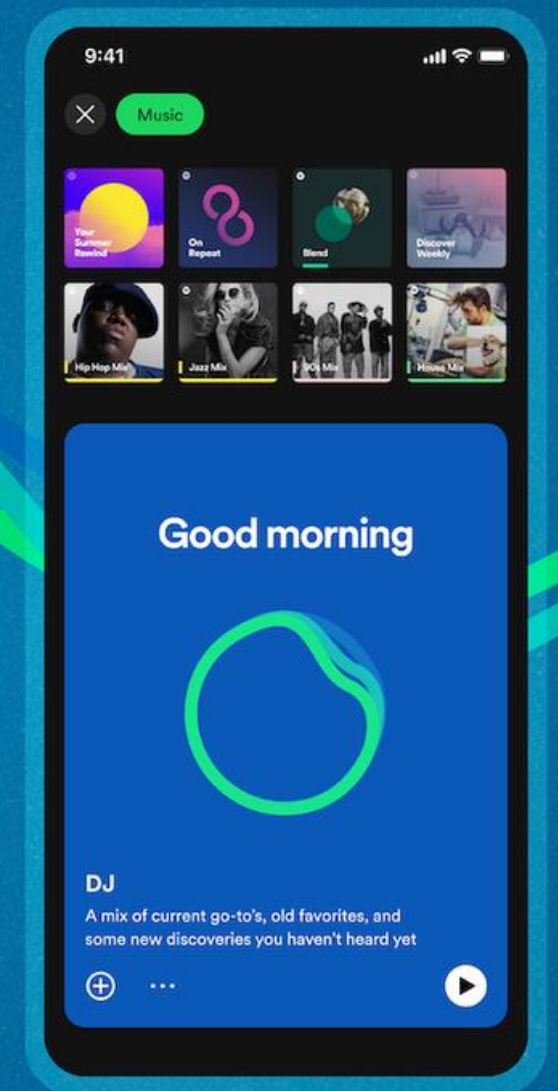 9:41
Music
Your
Summer
Rewind
On
Repeat
Blend
Discover
Weekly
Hip Hop Mix
Jazz Mix
90s Mix
House Mix
Good morning
DJ
A mix of current go-to's, old favorites, and
some new discoveries you haven't heard yet